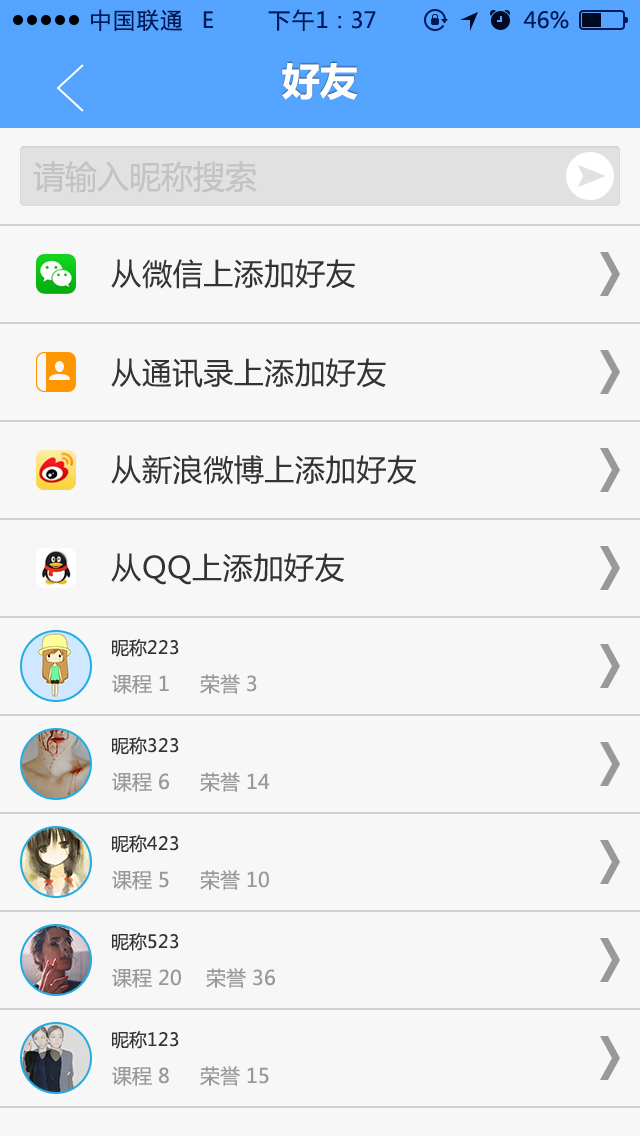 中国联通 E 下午1：37 46%
好友
请输入昵称搜索
从微信上添加好友
从通讯录上添加好友
从新浪微博上添加好友
从QQ上添加好友
昵称223
课程 1 荣誉 3
昵称323
课程 6 荣誉 14
昵称423
课程 5 荣誉 10
昵称523
课程 20 荣誉 36
昵称123
课程 8 荣誉 15